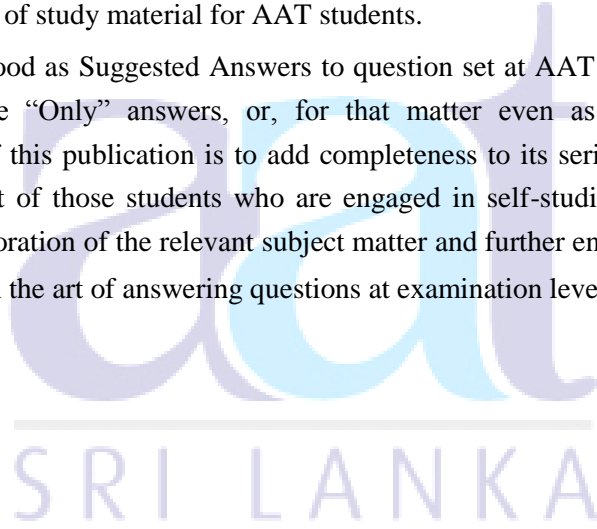 of study material for AAT students.
ood as Suggested Answers to question set at AAT
e “Only” answers, or, for that matter even as
f this publication is to add completeness to its seri
t of those students who are engaged in self-studi
oration of the relevant subject matter and further en
the art of answering questions at examination leve
aat
SRI LANKA